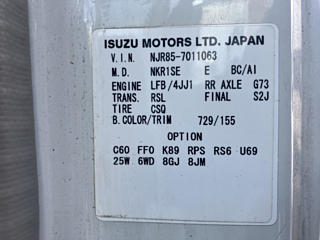 ISUZU MOTORS LTD. JAPAN
V.I.N. NJR85-7011063
M.D. NKR1SE E BC/AI
ENGINE LFB/4JJ1 RR AXLE G73
TRANS. RSL FINAL S2J
TIRE CSQ
B.COLOR/TRIM 729/155
OPTION
C60 FFO K89 RPS RS6 U69
25W 6WD 8GJ 8JM